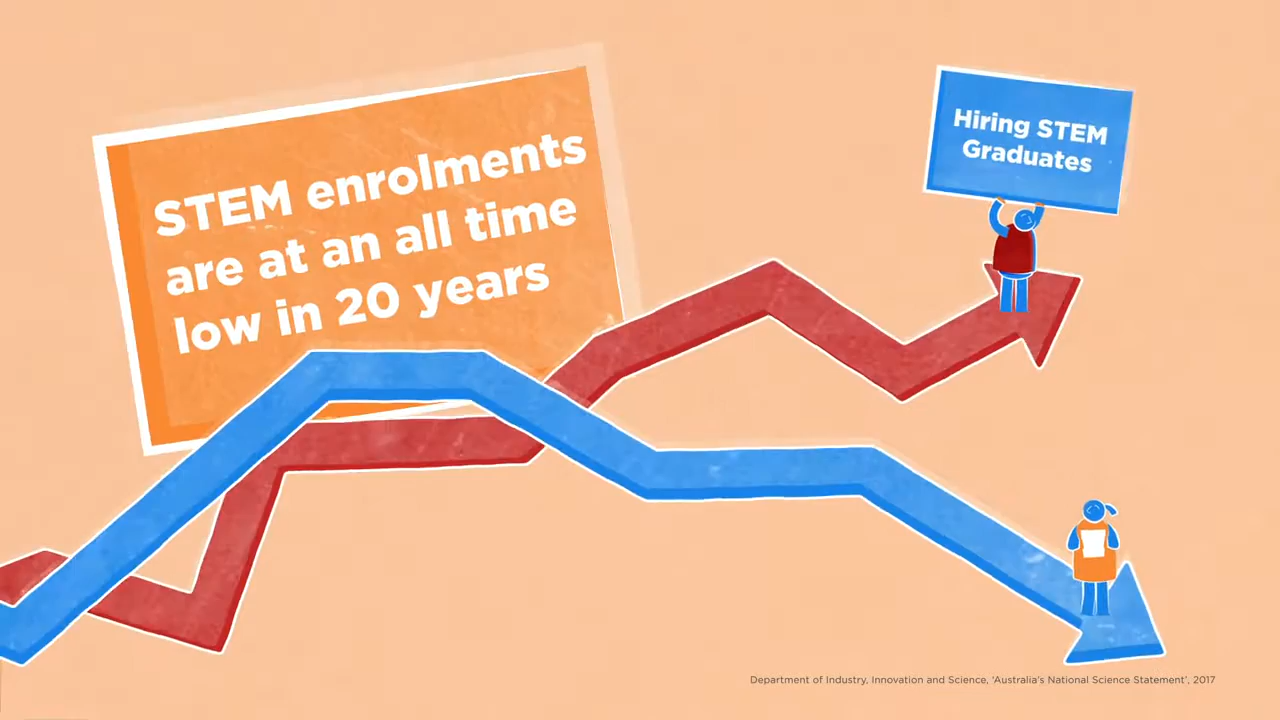 STEM enrolments
are at an all time
low in 20 years
Hiring STEM
Graduates
Department of Industry, Innovation and Science, 'Australia's National Science Statement', 2017